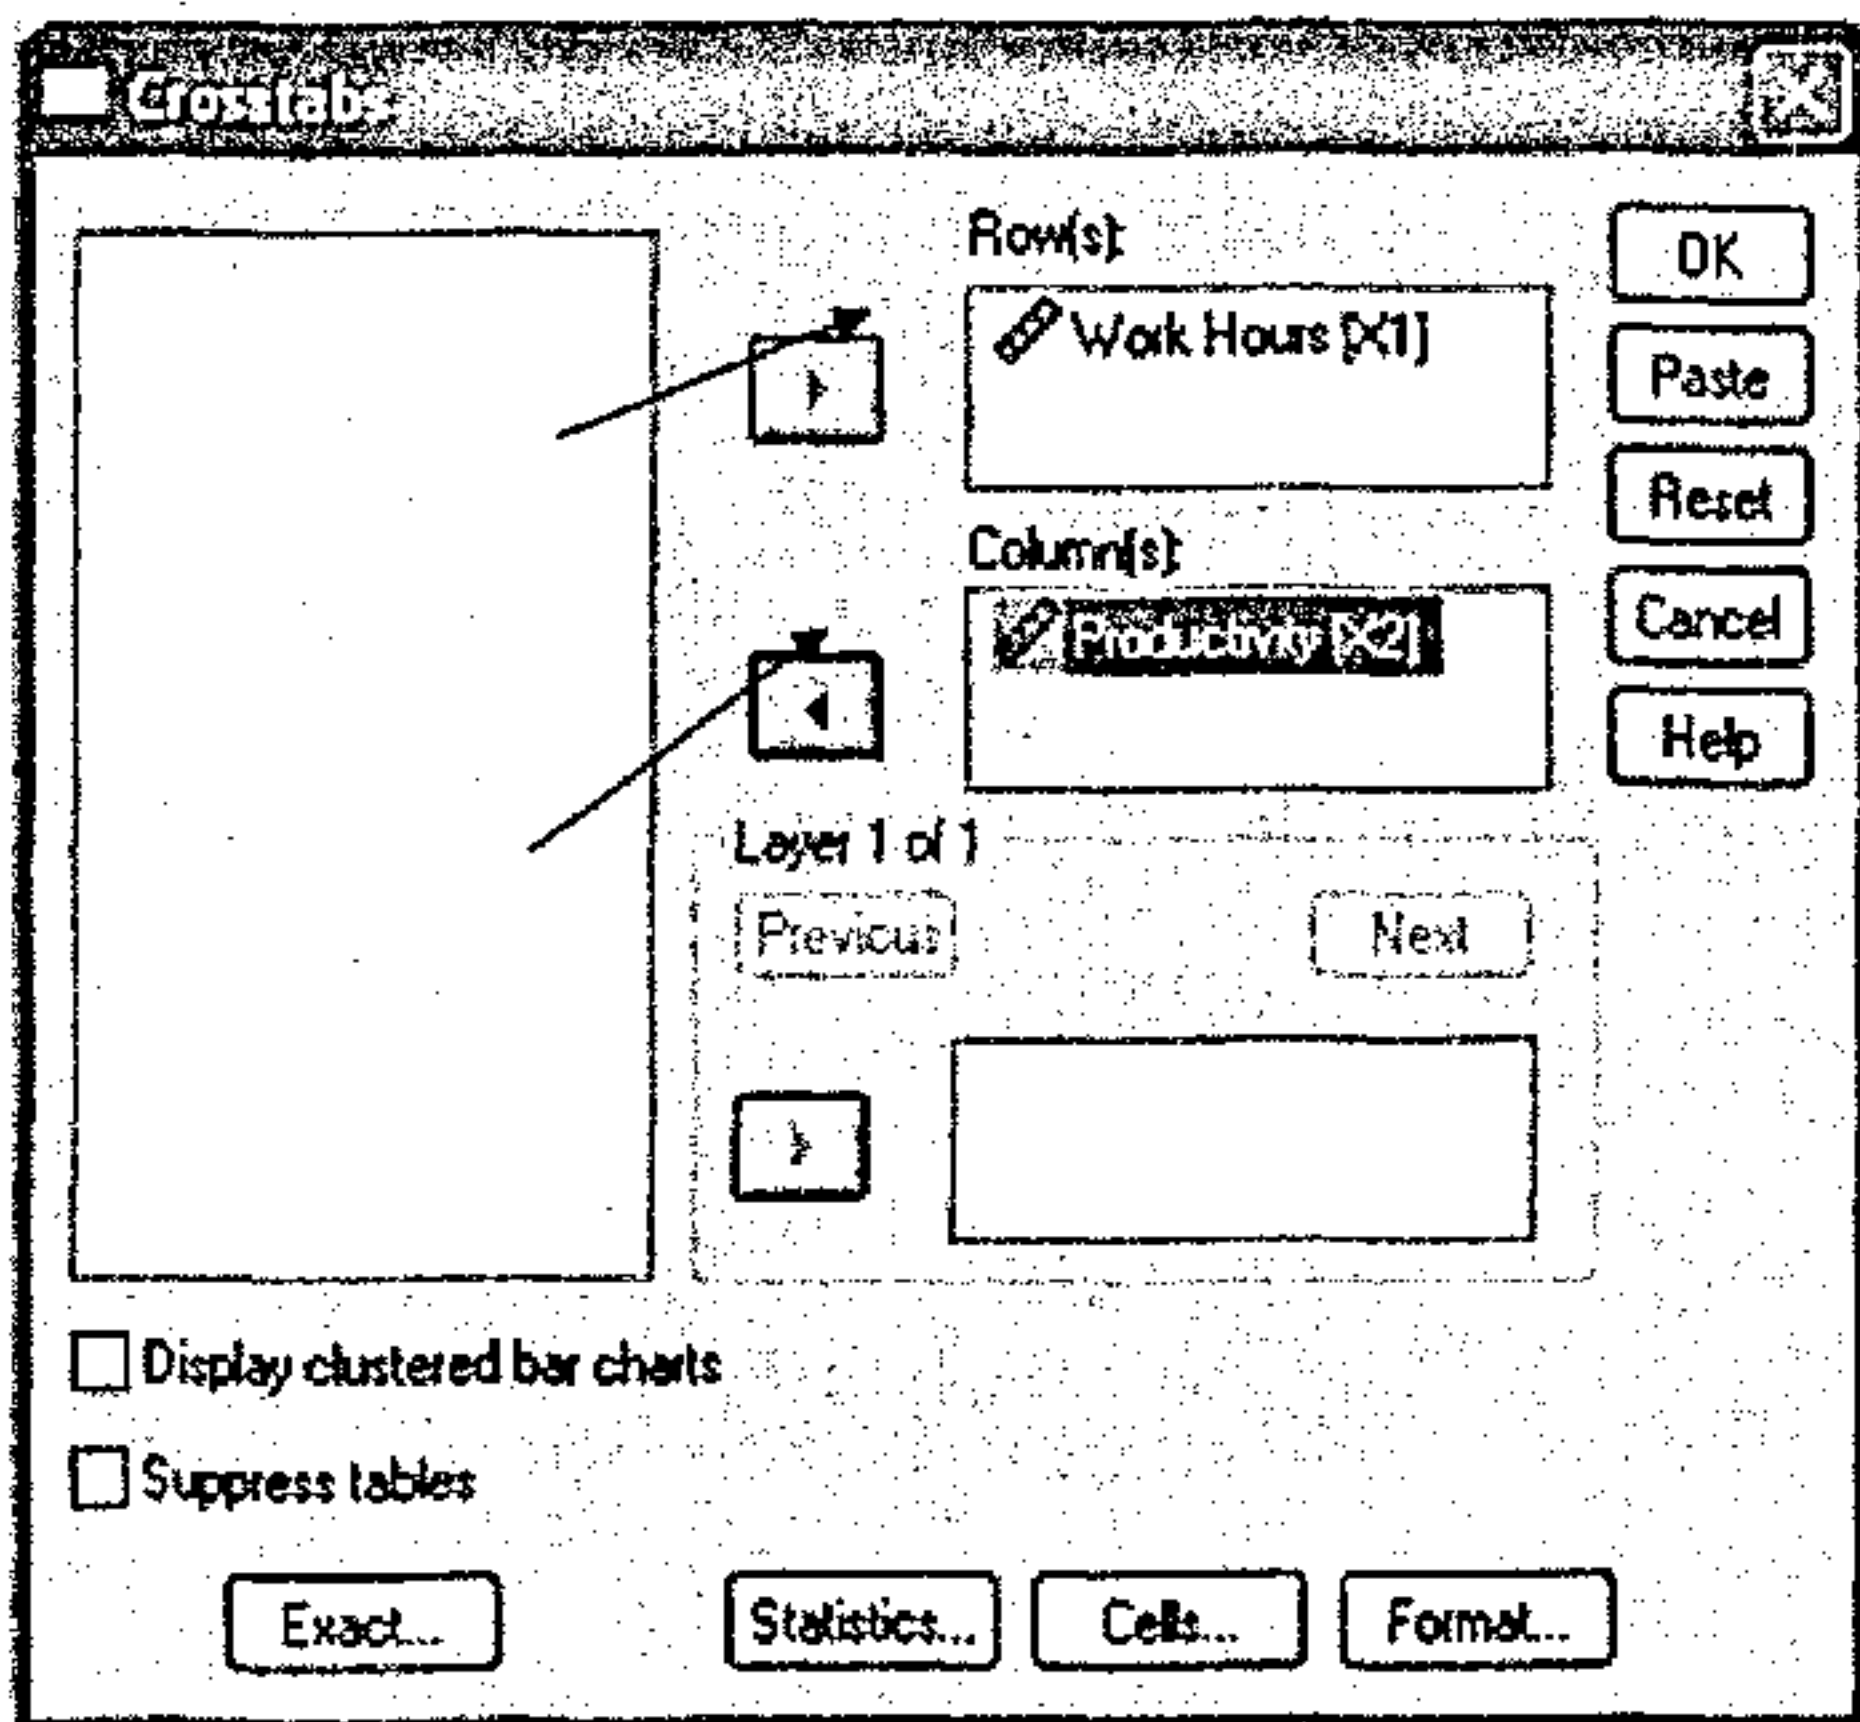 Crosstabs
Row(s):
Work Hours [X1]
Column(s):
Productivity [X2]
OK
Paste
Reset
Cancel
Help
Layer 1 of 1
Previous
Next
Display clustered bar charts
Suppress tables
Exact...
Statistics...
Cells...
Format...